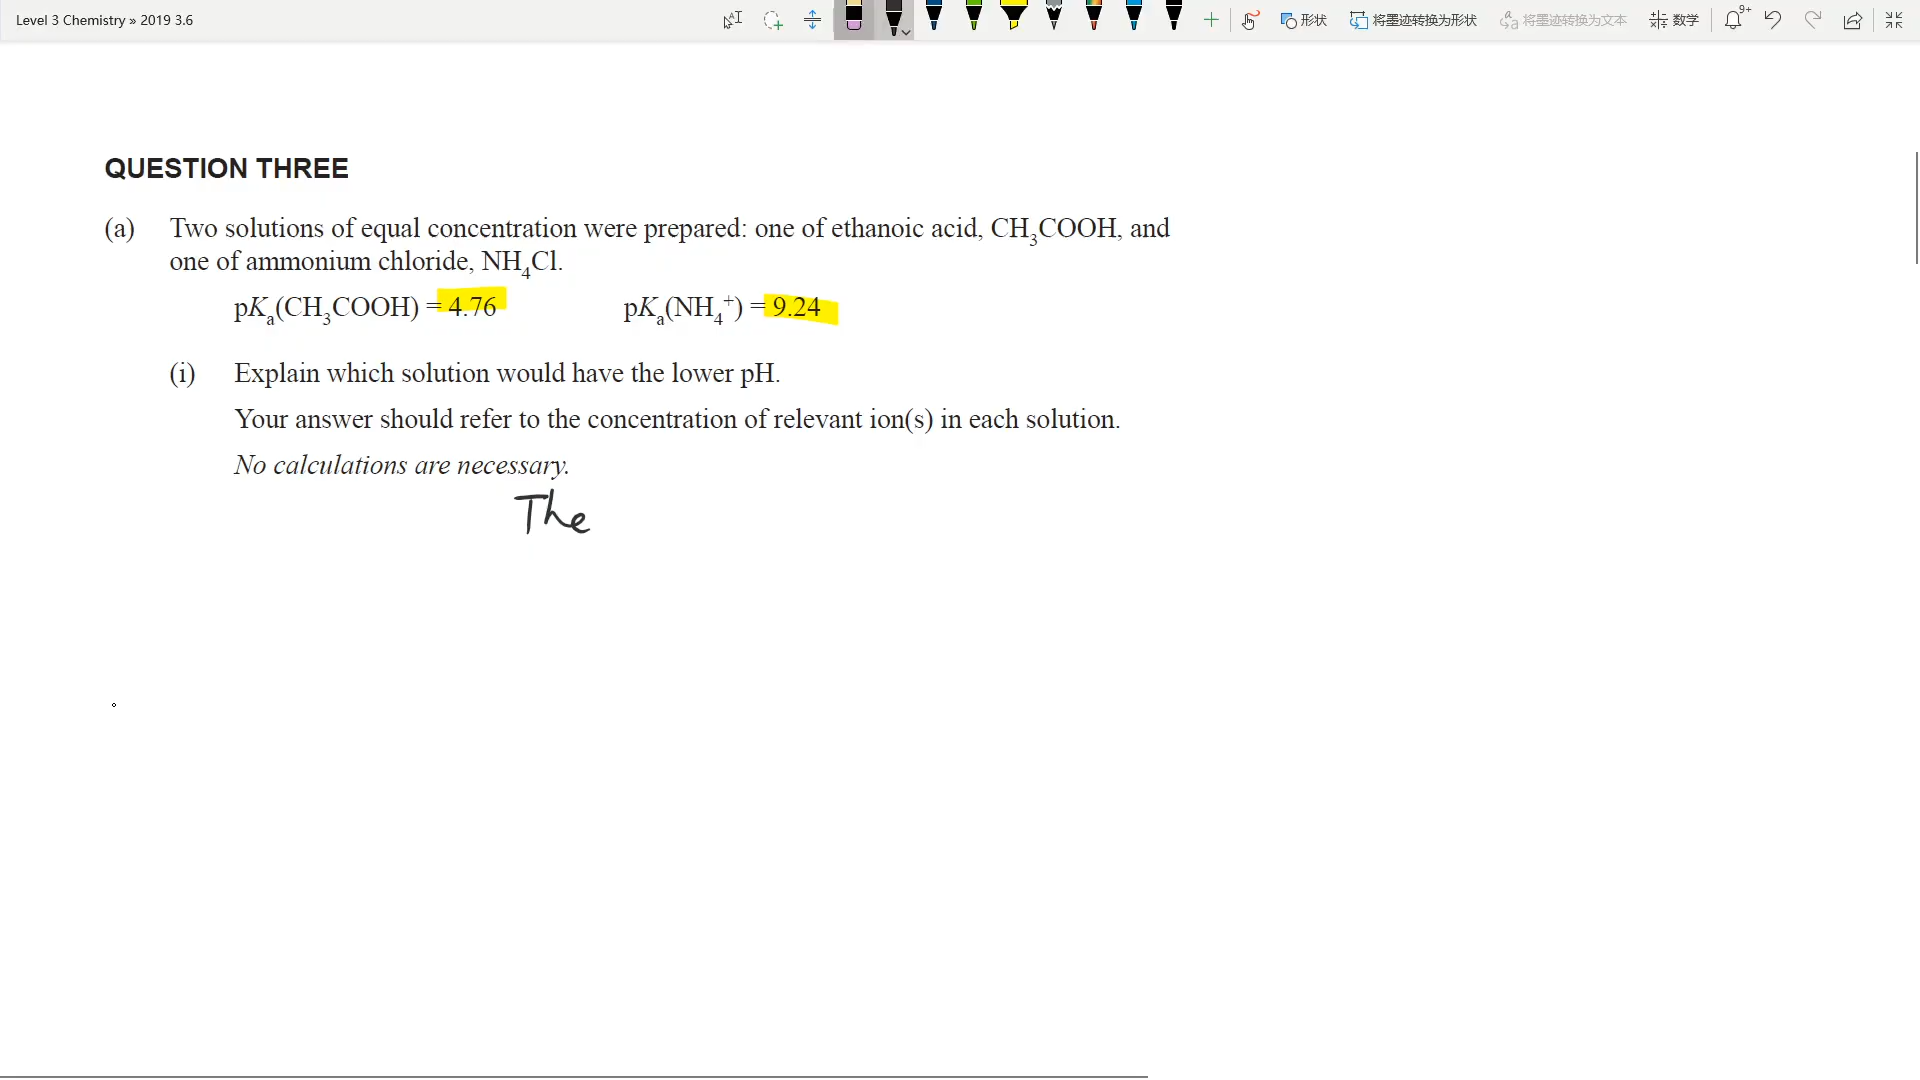 Level 3 Chemistry » 2019 3.6
形状 将墨迹转换为形状 将墨迹转换为文本 数学 9+
QUESTION THREE
(a) Two solutions of equal concentration were prepared: one of ethanoic acid, CH₃COOH, and
one of ammonium chloride, NH₄Cl.
pKₐ(CH₃COOH) = 4.76 pKₐ(NH₄⁺) = 9.24
(i) Explain which solution would have the lower pH.
Your answer should refer to the concentration of relevant ion(s) in each solution.
No calculations are necessary.
The